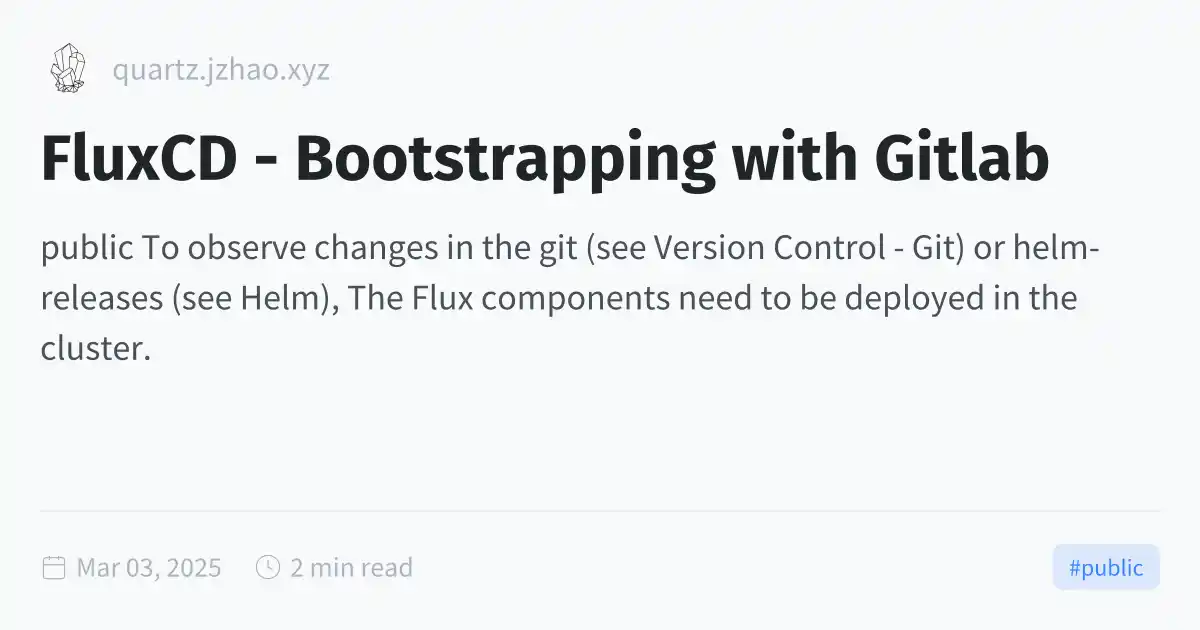 quartz.jzhao.xyz
FluxCD - Bootstrapping with Gitlab
public To observe changes in the git (see Version Control - Git) or helm-
releases (see Helm), The Flux components need to be deployed in the
cluster.
Mar 03, 2025 2 min read #public